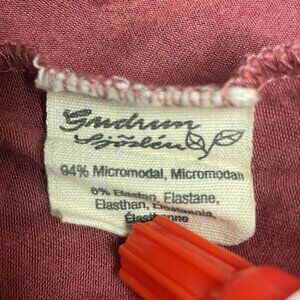 Gudrun
Sjödén
94% Micromodal, Micromodan
6% Elastan, Elastane,
Elasthan,